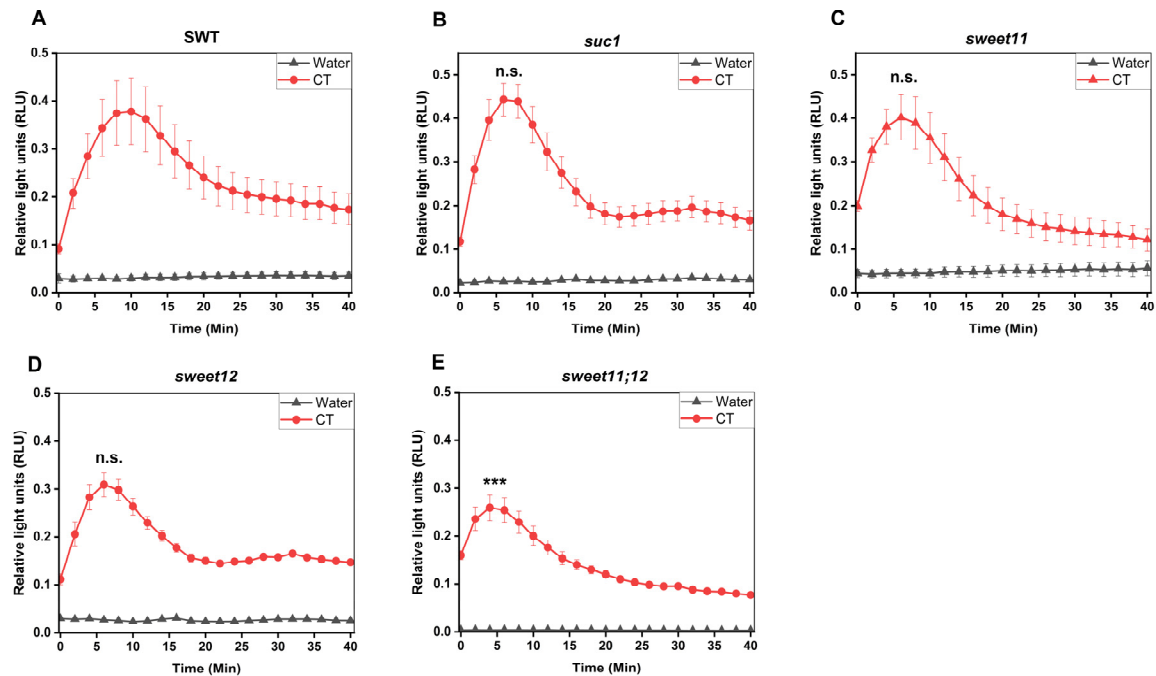 A
SWT
Relative light units (RLU)
0.5
0.4
0.3
0.2
0.1
0.0
0 5 10 15 20 25 30 35 40
Time (Min)
Water
CT
B
suc1
Relative light units (RLU)
0.5
0.4
0.3
0.2
0.1
0.0
0 5 10 15 20 25 30 35 40
Time (Min)
n.s.
Water
CT
C
sweet11
Relative light units (RLU)
0.5
0.4
0.3
0.2
0.1
0.0
0 5 10 15 20 25 30 35 40
Time (Min)
n.s.
Water
CT
D
sweet12
Relative light units (RLU)
0.5
0.4
0.3
0.2
0.1
0.0
0 5 10 15 20 25 30 35 40
Time (Min)
n.s.
Water
CT
E
sweet11;12
Relative light units (RLU)
0.5
0.4
0.3
0.2
0.1
0.0
0 5 10 15 20 25 30 35 40
Time (Min)
***
Water
CT